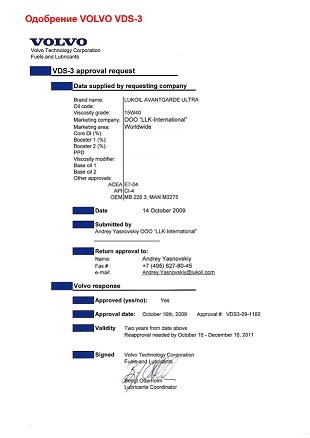 Одобрение VOLVO VDS-3
VOLVO
Volvo Technology Corporation
Fuels and Lubricants
VDS-3 approval request
Data supplied by requesting company
Brand name: LUKOIL AVANTGARDE ULTRA
Oil code:
Viscosity grade: 15W40
Marketing company: OOO "LLK-International"
Marketing area: Worldwide
Core DI (%):
Booster 1 (%):
Booster 2 (%):
PPD
Viscosity modifier:
Base oil 1
Base oil 2
Other approvals:
ACEA E7-04
API CI-4
OEM MB 228.3; MAN M3275
Date 14 October 2009
Submitted by
Andrey Yasnovskiy OOO "LLK-International"
Return approval to:
Name: Andrey Yasnovskiy
Fax #: +7 (495) 627-80-45
e-mail: Andrey.Yasnovskiy@lukoil.com
Volvo response
Approved (yes/no): Yes
Approval date: October 16th, 2009 Approval #: VDS3-09-1180
Validity Two years from date above
Reapproval needed by October 16 - December 16, 2011
Signed Volvo Technology Corporation
Fuels and Lubricants
Lubricants Coordinator